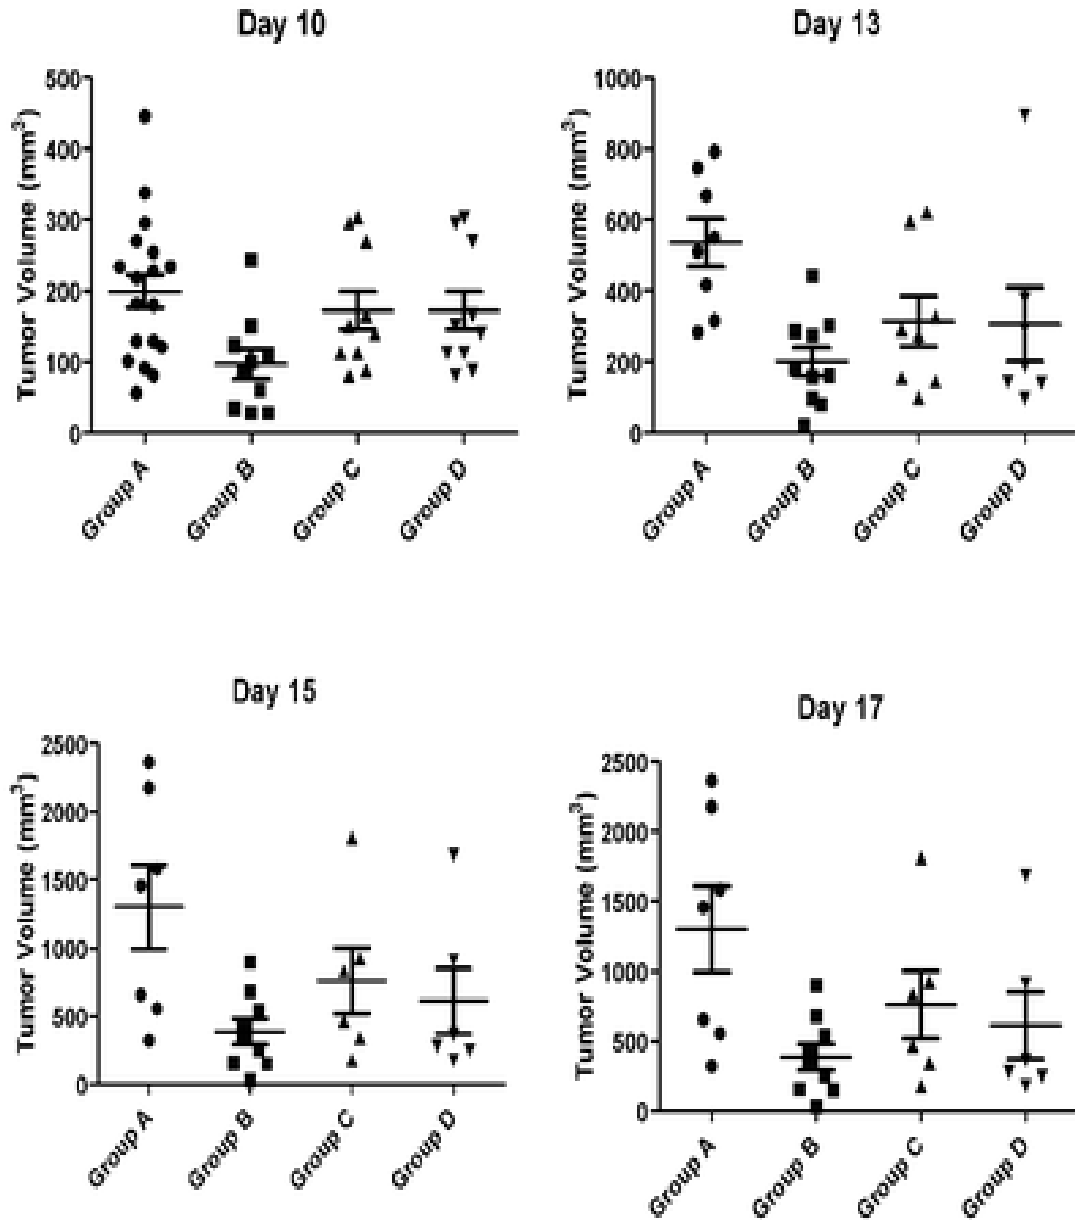 Day 10
Tumor Volume (mm³)
500
400
300
200
100
0
Group A
Group B
Group C
Group D
Day 13
Tumor Volume (mm³)
1000
800
600
400
200
0
Group A
Group B
Group C
Group D
Day 15
Tumor Volume (mm³)
2500
2000
1500
1000
500
0
Group A
Group B
Group C
Group D
Day 17
Tumor Volume (mm³)
2500
2000
1500
1000
500
0
Group A
Group B
Group C
Group D